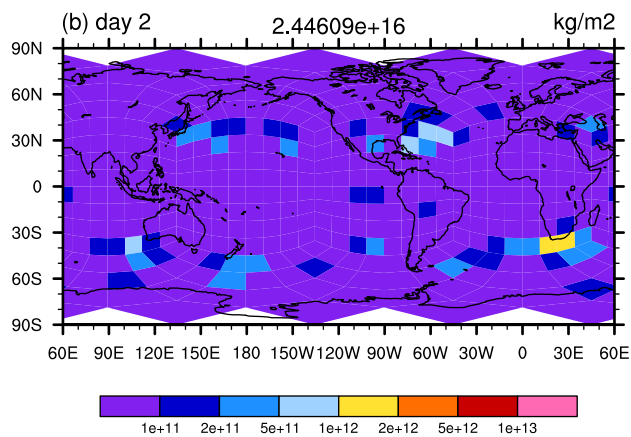 (b) day 2 2.44609e+16 kg/m2
90N
60N
30N
0
30S
60S
90S
60E 90E 120E 150E 180 150W 120W 90W 60W 30W 0 30E 60E
1e+11 2e+11 5e+11 1e+12 2e+12 5e+12 1e+13